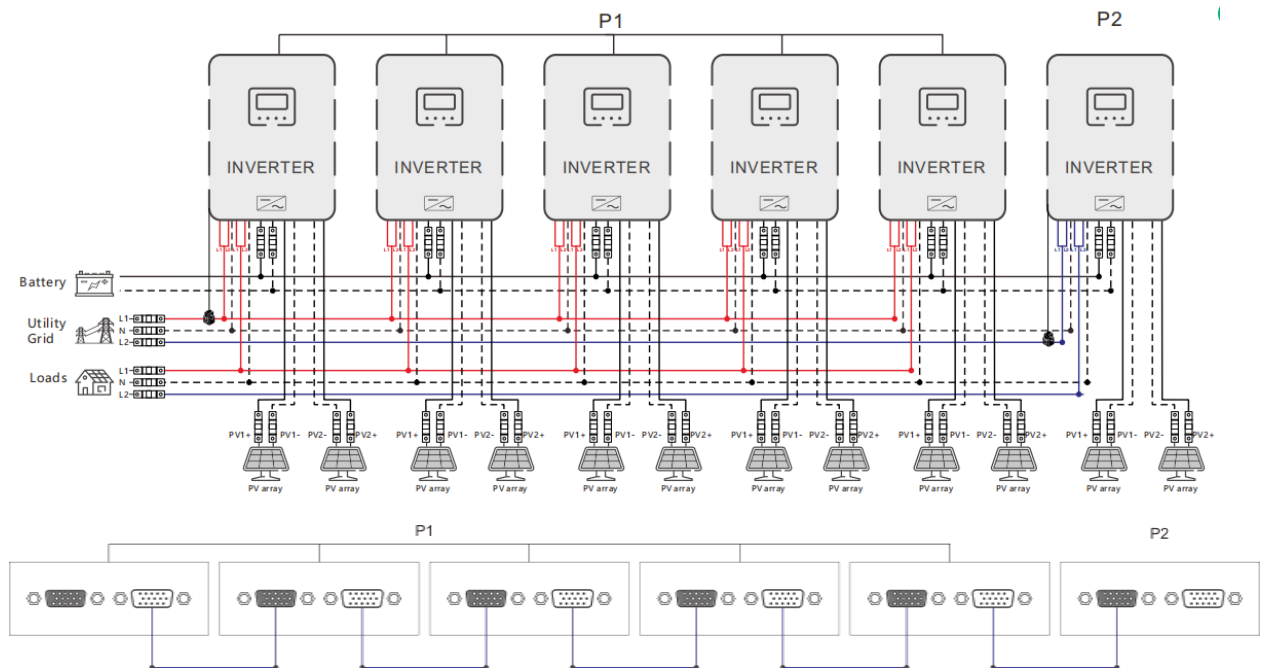 P1 P2
INVERTER INVERTER INVERTER INVERTER INVERTER INVERTER
Battery
Utility
Grid
L1
N
L2
Loads
L1
N
L2
PV1+ PV1- PV2- PV2+ PV1+ PV1- PV2- PV2+ PV1+ PV1- PV2- PV2+ PV1+ PV1- PV2- PV2+ PV1+ PV1- PV2- PV2+ PV1+ PV1- PV2- PV2+
PV array PV array PV array PV array PV array PV array PV array PV array PV array PV array PV array PV array
P1 P2